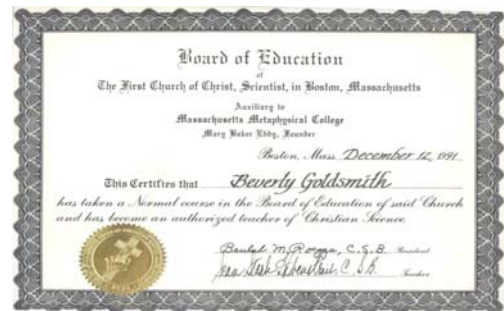 Board of Education
of
The First Church of Christ, Scientist, in Boston, Massachusetts
Auxiliary to
Massachusetts Metaphysical College
Mary Baker Eddy, Founder
Boston, Mass. December 12, 1991
This Certifies that Beverly Goldsmith
has taken a Normal course in the Board of Education of said Church
and has become an authorized teacher of Christian Science.
C.S.B. President
C.S.B. Teacher